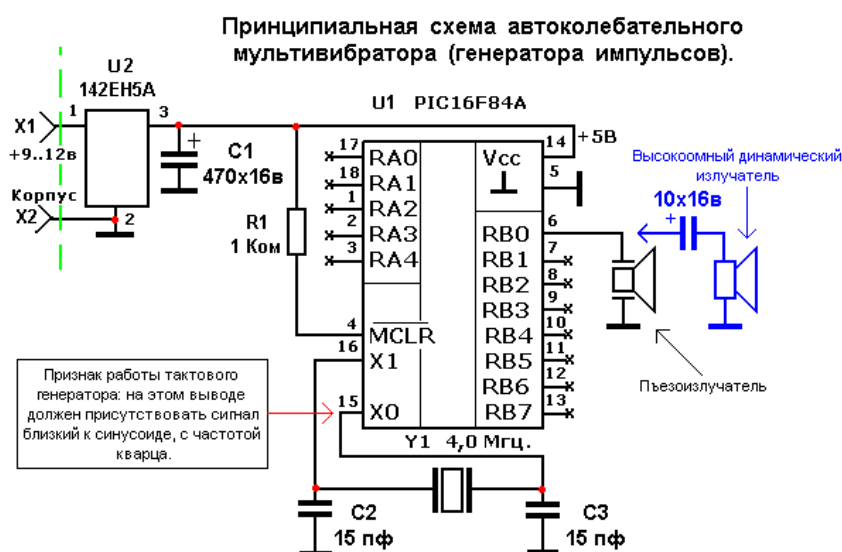 Принципиальная схема автоколебательного
мультивибратора (генератора импульсов).
U2
142ЕН5А
1
3
X1
+9..12в
Корпус
X2
2
+
C1
470х16в
R1
1 Ком
U1 PIC16F84A
17
RA0
18
RA1
1
RA2
2
RA3
3
RA4
4
MCLR
16
X1
15
X0
Vcc
14
+5В
5
6
RB0
7
RB1
8
RB2
9
RB3
10
RB4
11
RB5
12
RB6
13
RB7
Высокоомный динамический
излучатель
10х16в
+
Пъезоизлучатель
Признак работы тактового
генератора: на этом выводе
должен присутствовать сигнал
близкий к синусоиде, с частотой
кварца.
Y1 4,0 Мгц.
C2
15 пф
C3
15 пф